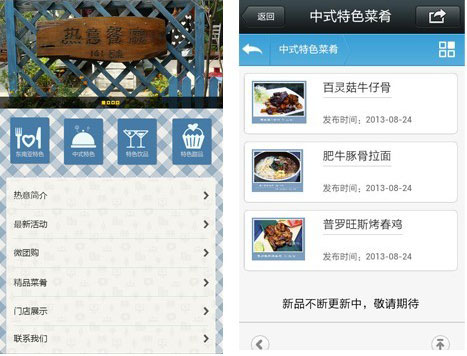 热意餐廳
东南亚特色
中式特色
特色饮品
特色甜品
热意简介
最新活动
微团购
精品菜肴
门店展示
联系我们
返回
中式特色菜肴
中式特色菜肴
百灵菇牛仔骨
发布时间：2013-08-24
肥牛豚骨拉面
发布时间：2013-08-24
普罗旺斯烤春鸡
发布时间：2013-08-24
新品不断更新中，敬请期待